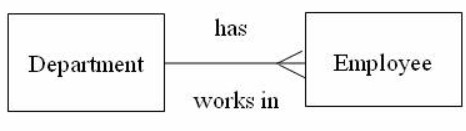 has
Department
Employee
works in